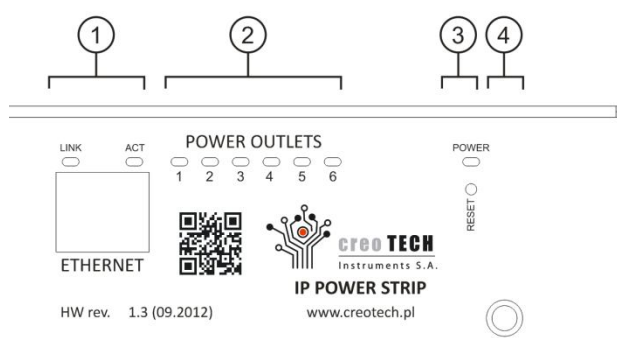 1 2 3 4
LINK ACT POWER OUTLETS POWER
1 2 3 4 5 6
RESET
creo TECH
Instruments S.A.
ETHERNET
IP POWER STRIP
HW rev. 1.3 (09.2012) www.creotech.pl